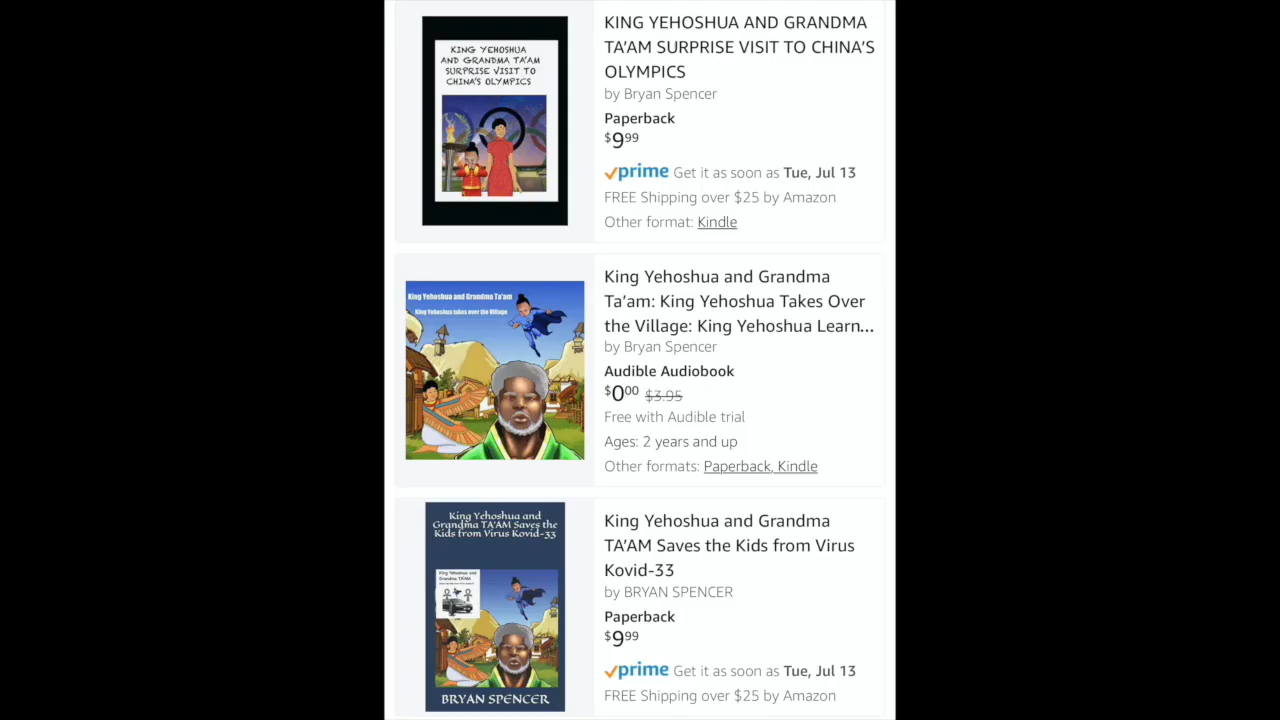 KING YEHOSHUA
AND GRANDMA TA'AM
SURPRISE VISIT TO
CHINA'S OLYMPICS
KING YEHOSHUA AND GRANDMA
TA'AM SURPRISE VISIT TO CHINA'S
OLYMPICS
by Bryan Spencer
Paperback
$9.99
prime Get it as soon as Tue, Jul 13
FREE Shipping over $25 by Amazon
Other format: Kindle
King Yehoshua and Grandma Ta'am
King Yehoshua takes over the Village
King Yehoshua and Grandma
Ta'am: King Yehoshua Takes Over
the Village: King Yehoshua Learn...
by Bryan Spencer
Audible Audiobook
$0.00 $3.95
Free with Audible trial
Ages: 2 years and up
Other formats: Paperback, Kindle
King Yehoshua and
Grandma TA'AM Saves the
Kids from Virus Kovid-33
King Yehoshua and
Grandma TA'AM
BRYAN SPENCER
King Yehoshua and Grandma
TA'AM Saves the Kids from Virus
Kovid-33
by BRYAN SPENCER
Paperback
$9.99
prime Get it as soon as Tue, Jul 13
FREE Shipping over $25 by Amazon